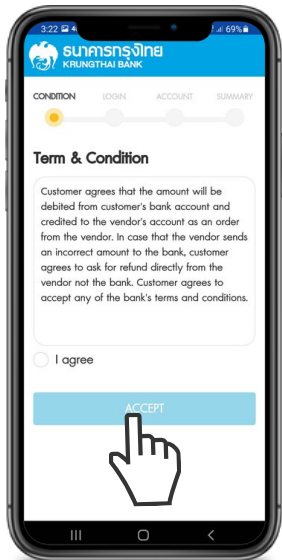 3:22
69%
ธนาคารกรุงไทย
KRUNGTHAI BANK
CONDITION LOGIN ACCOUNT SUMMARY
Term & Condition
Customer agrees that the amount will be
debited from customer's bank account and
credited to the vendor's account as an order
from the vendor. In case that the vendor sends
an incorrect amount to the bank, customer
agrees to ask for refund directly from the
vendor not the bank. Customer agrees to
accept any of the bank's terms and conditions.
I agree
ACCEPT